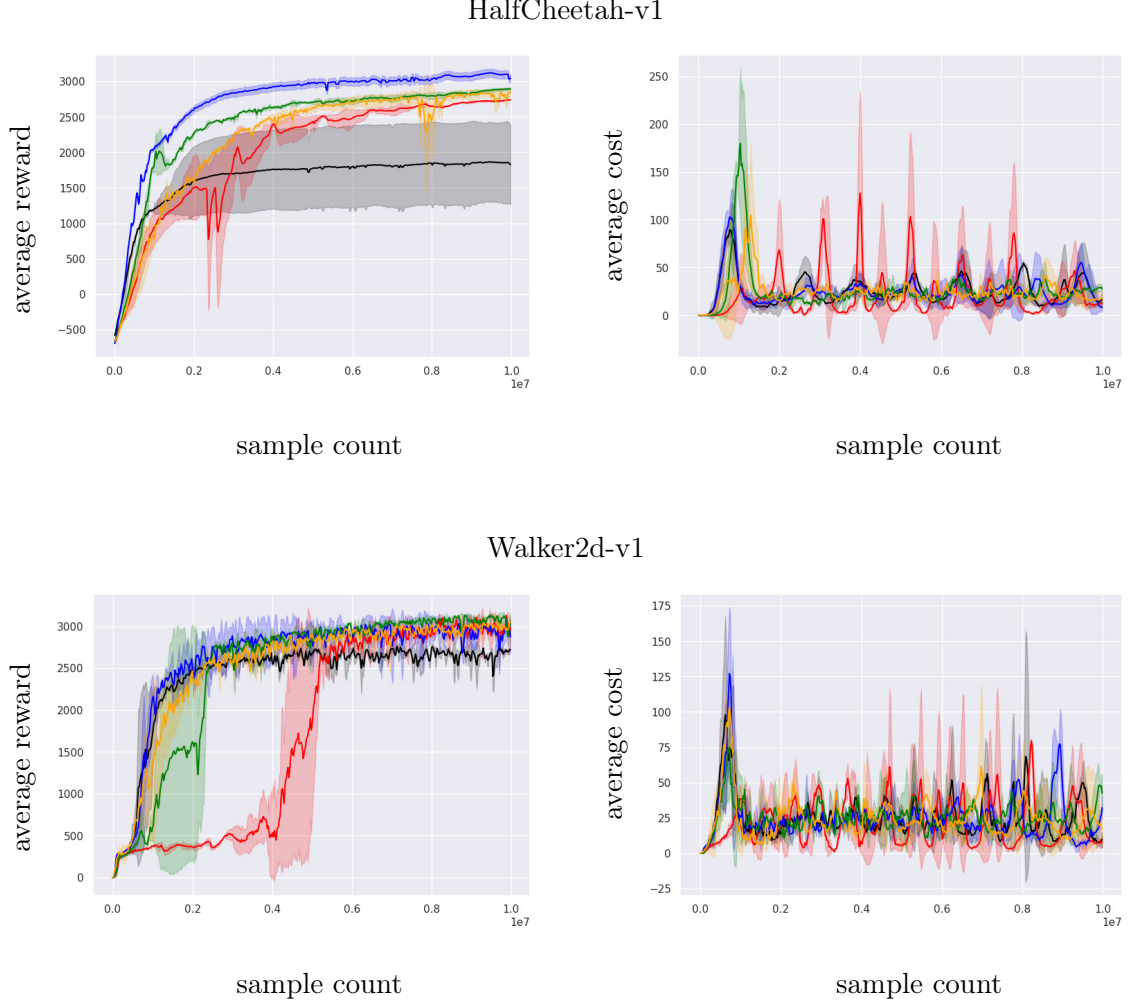 HalfCheetah-v1
average reward
3000
2500
2000
1500
1000
500
0
−500
0.0 0.2 0.4 0.6 0.8 1.0
1e7
sample count
average cost
250
200
150
100
50
0
0.0 0.2 0.4 0.6 0.8 1.0
1e7
sample count
Walker2d-v1
average reward
3000
2500
2000
1500
1000
500
0
0.0 0.2 0.4 0.6 0.8 1.0
1e7
sample count
average cost
175
150
125
100
75
50
25
0
−25
0.0 0.2 0.4 0.6 0.8 1.0
1e7
sample count